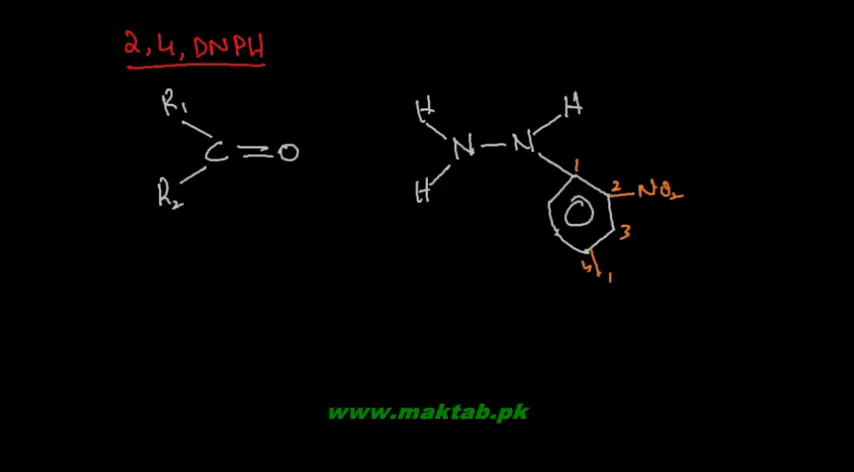 2,4, DNPH
R1
H
H
C=O
N-N
R2
H
1
2
NO2
3
4
www.maktab.pk